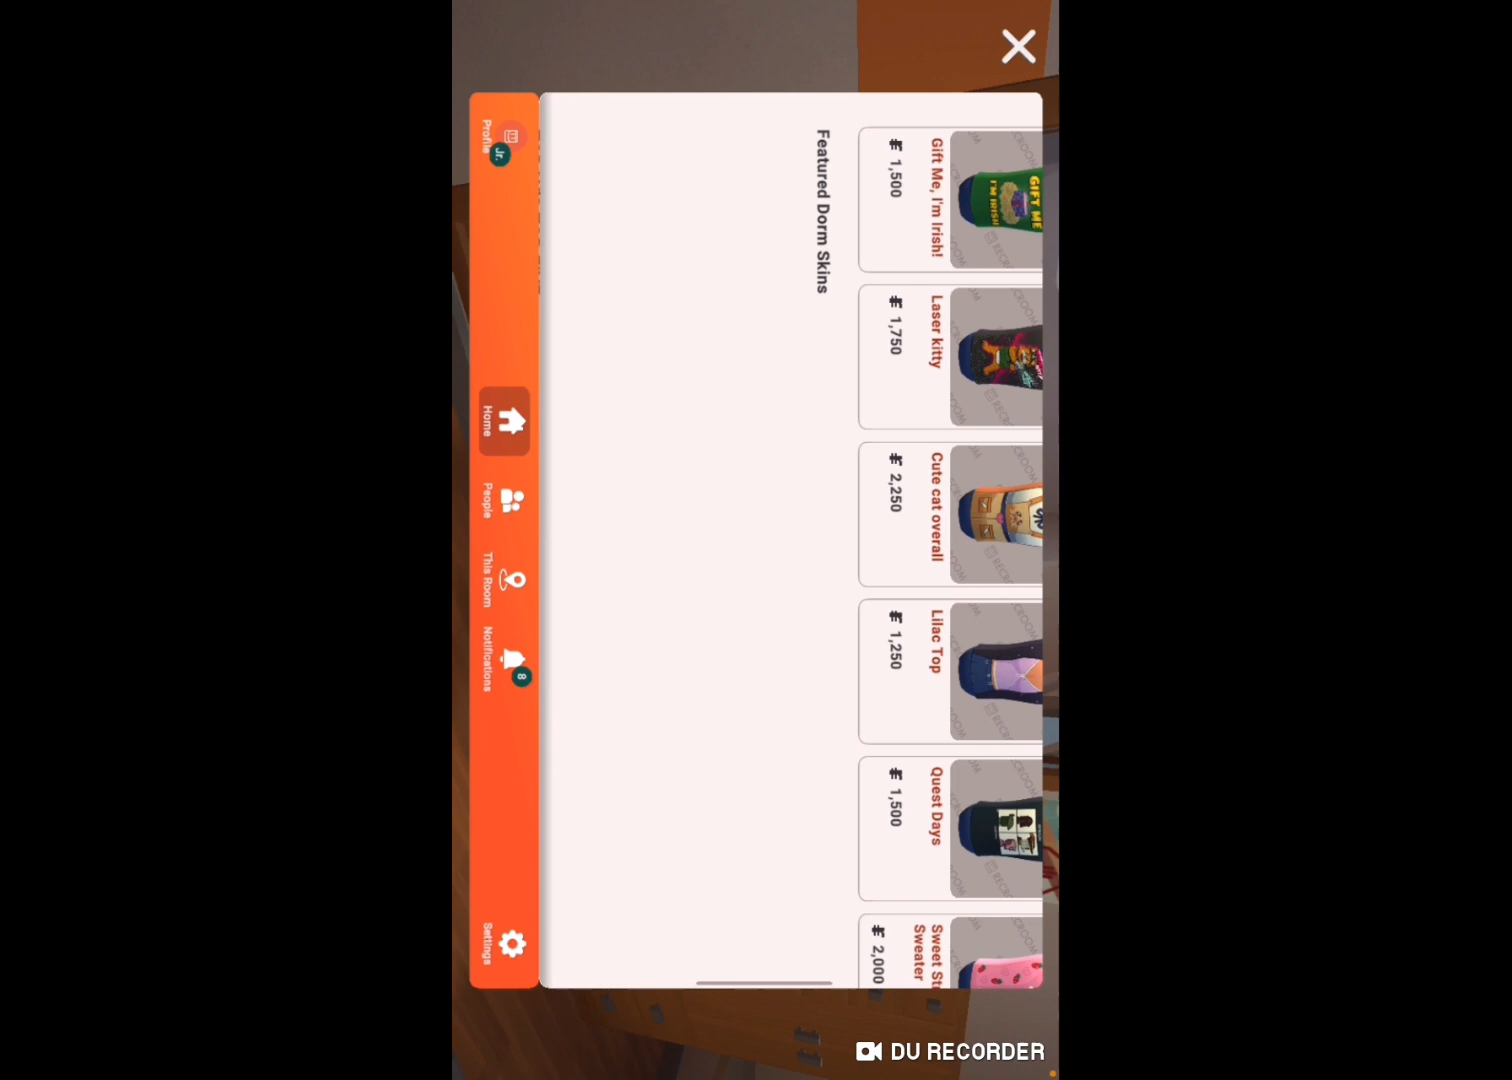 GIFT ME
I'M IRISH
Gift Me, I'm Irish!
1,500
Laser kitty
1,750
Cute cat overall
2,250
Lilac Top
1,250
Quest Days
1,500
Sweet
Sweater
2,000
Featured Dorm Skins
Jr.
Profile
Home
People
This Room
8
Notifications
Settings
DU RECORDER